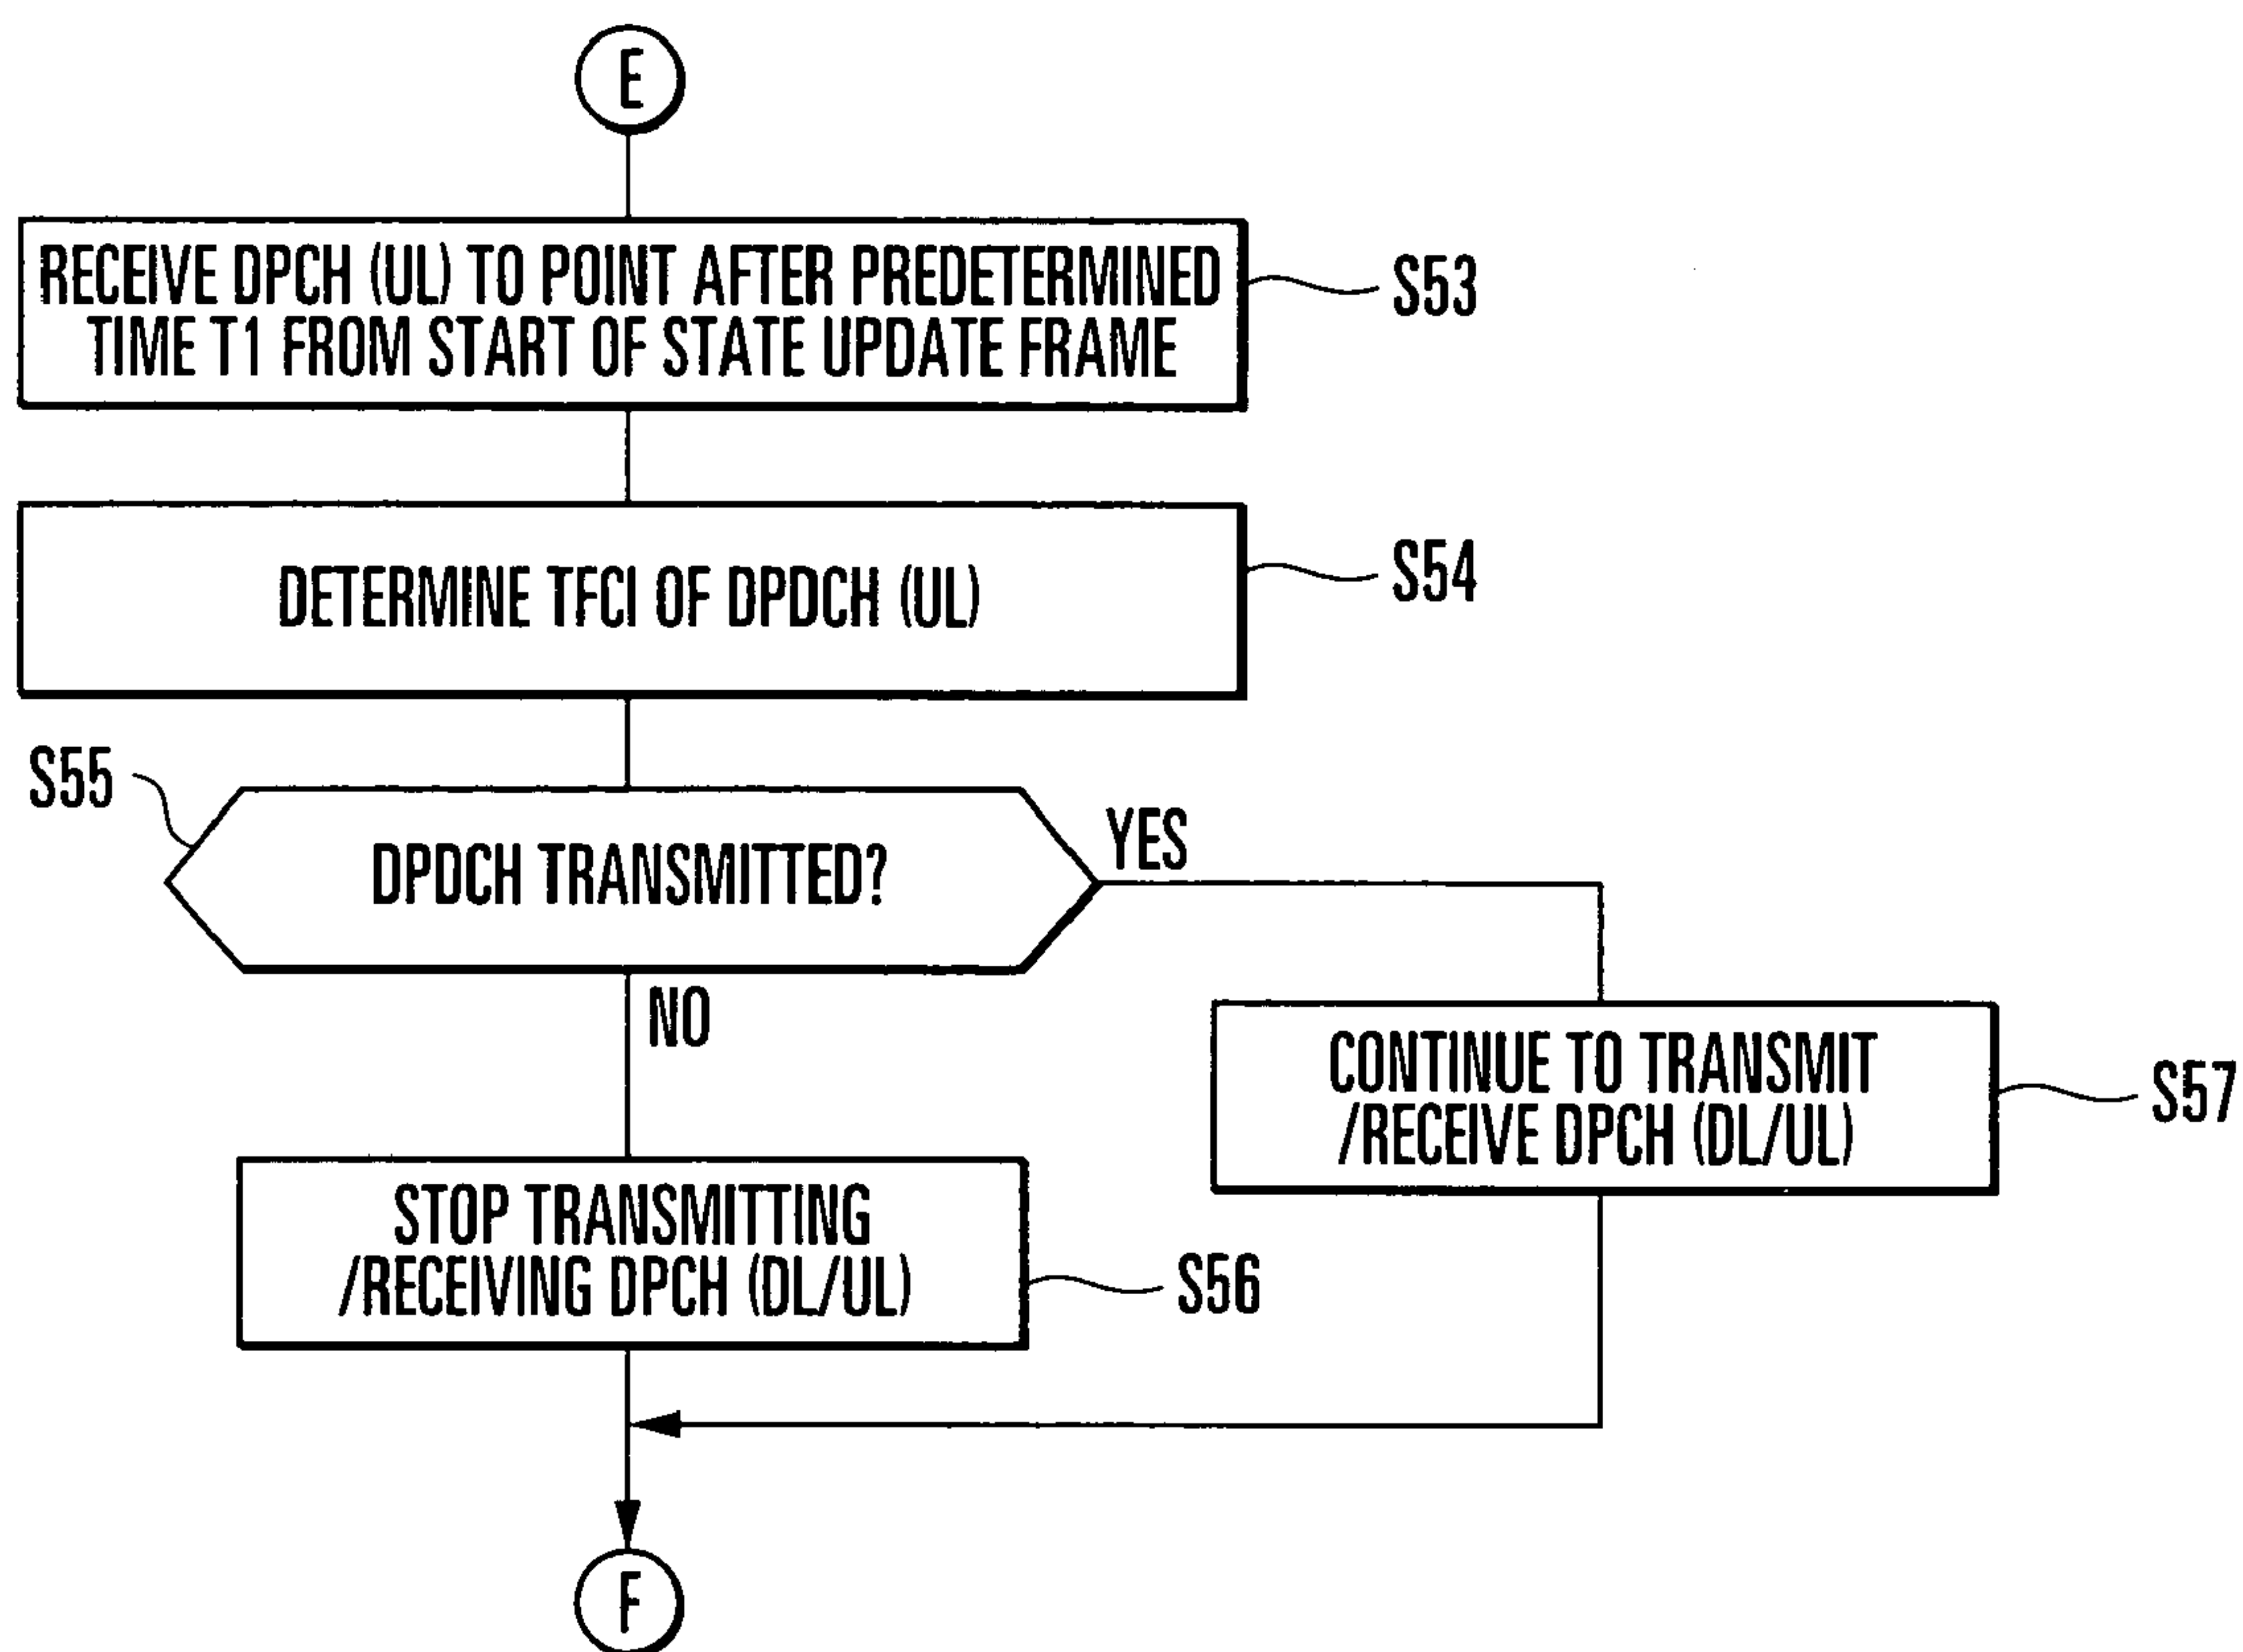 E
RECEIVE DPCH (UL) TO POINT AFTER PREDETERMINED
TIME T1 FROM START OF STATE UPDATE FRAME
S53
DETERMINE TFCI OF DPDCH (UL)
S54
S55
DPDCH TRANSMITTED?
YES
NO
CONTINUE TO TRANSMIT
/RECEIVE DPCH (DL/UL)
S57
STOP TRANSMITTING
/RECEIVING DPCH (DL/UL)
S56
F